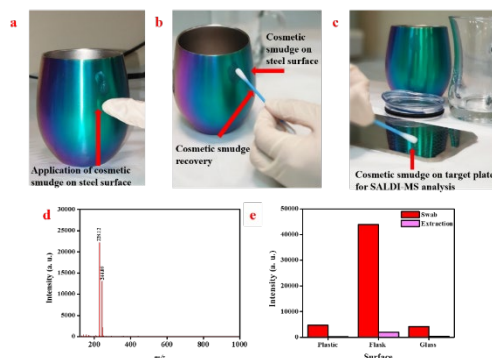 a
b
c
Application of cosmetic
smudge on steel surface
Cosmetic
smudge on
steel surface
Cosmetic smudge
recovery
Cosmetic smudge on target plate
for SALDI-MS analysis
d
e
30000
25000
20000
15000
10000
5000
0
Intensity (a. u.)
200
400
600
800
1000
50000
40000
30000
20000
10000
0
Intensity (a. u.)
Swab
Extraction
Plastic
Flask
Glass
Surface